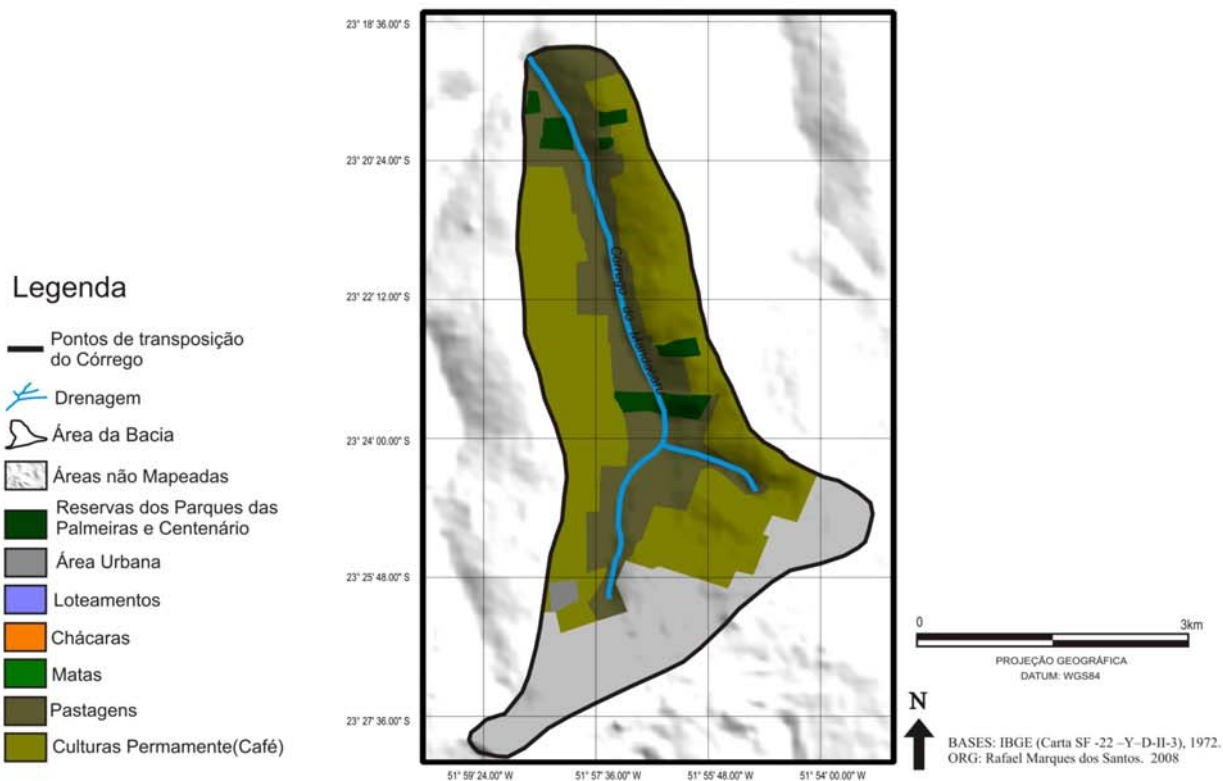 23° 18' 36.00" S
23° 20' 24.00" S
23° 22' 12.00" S
23° 24' 00.00" S
23° 25' 48.00" S
23° 27' 36.00" S
51° 59' 24.00" W
51° 57' 36.00" W
51° 55' 48.00" W
51° 54' 00.00" W
Córrego do Mandacaru
Legenda
Pontos de transposição
do Córrego
Drenagem
Área da Bacia
Áreas não Mapeadas
Reservas dos Parques das
Palmeiras e Centenário
Área Urbana
Loteamentos
Chácaras
Matas
Pastagens
Culturas Permamente(Café)
0 3km
PROJEÇÃO GEOGRÁFICA
DATUM: WGS84
N
BASES: IBGE (Carta SF -22 –Y–D-II-3), 1972.
ORG: Rafael Marques dos Santos. 2008